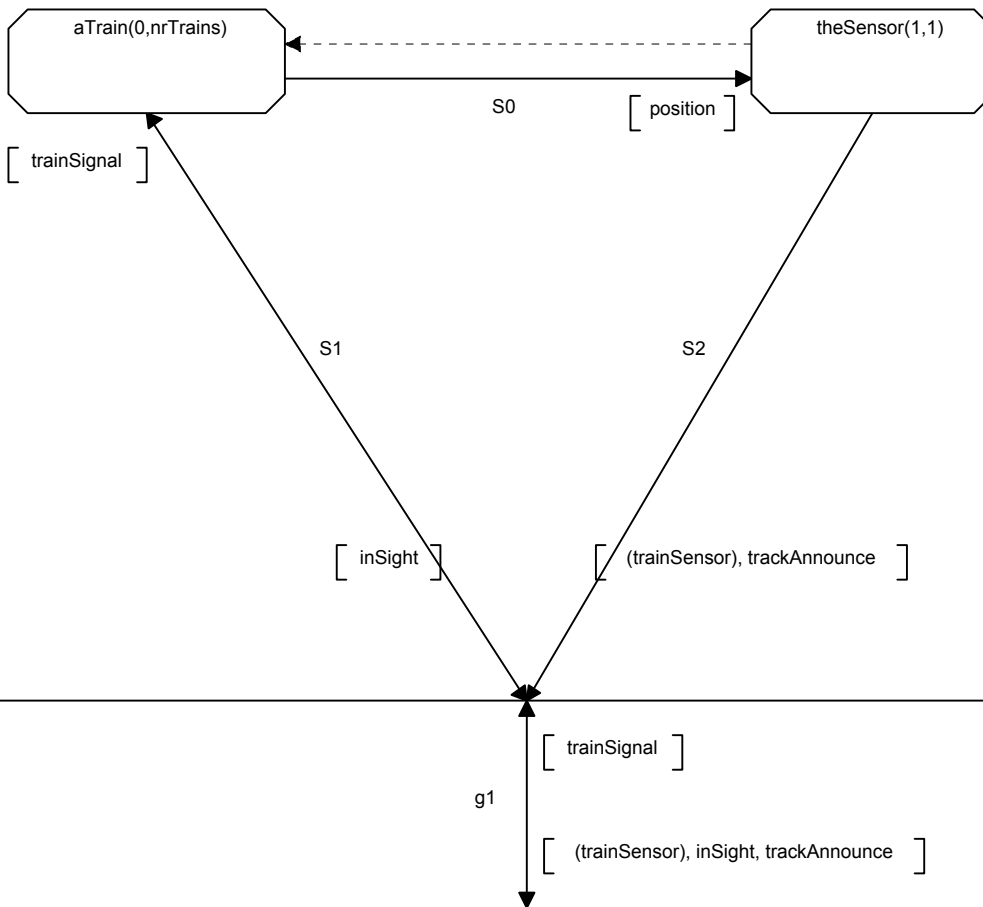 aTrain(0,nrTrains)
theSensor(1,1)
S0
[ position ]
[ trainSignal ]
S1
S2
[ inSight ]
[ (trainSensor), trackAnnounce ]
[ trainSignal ]
g1
[ (trainSensor), inSight, trackAnnounce ]